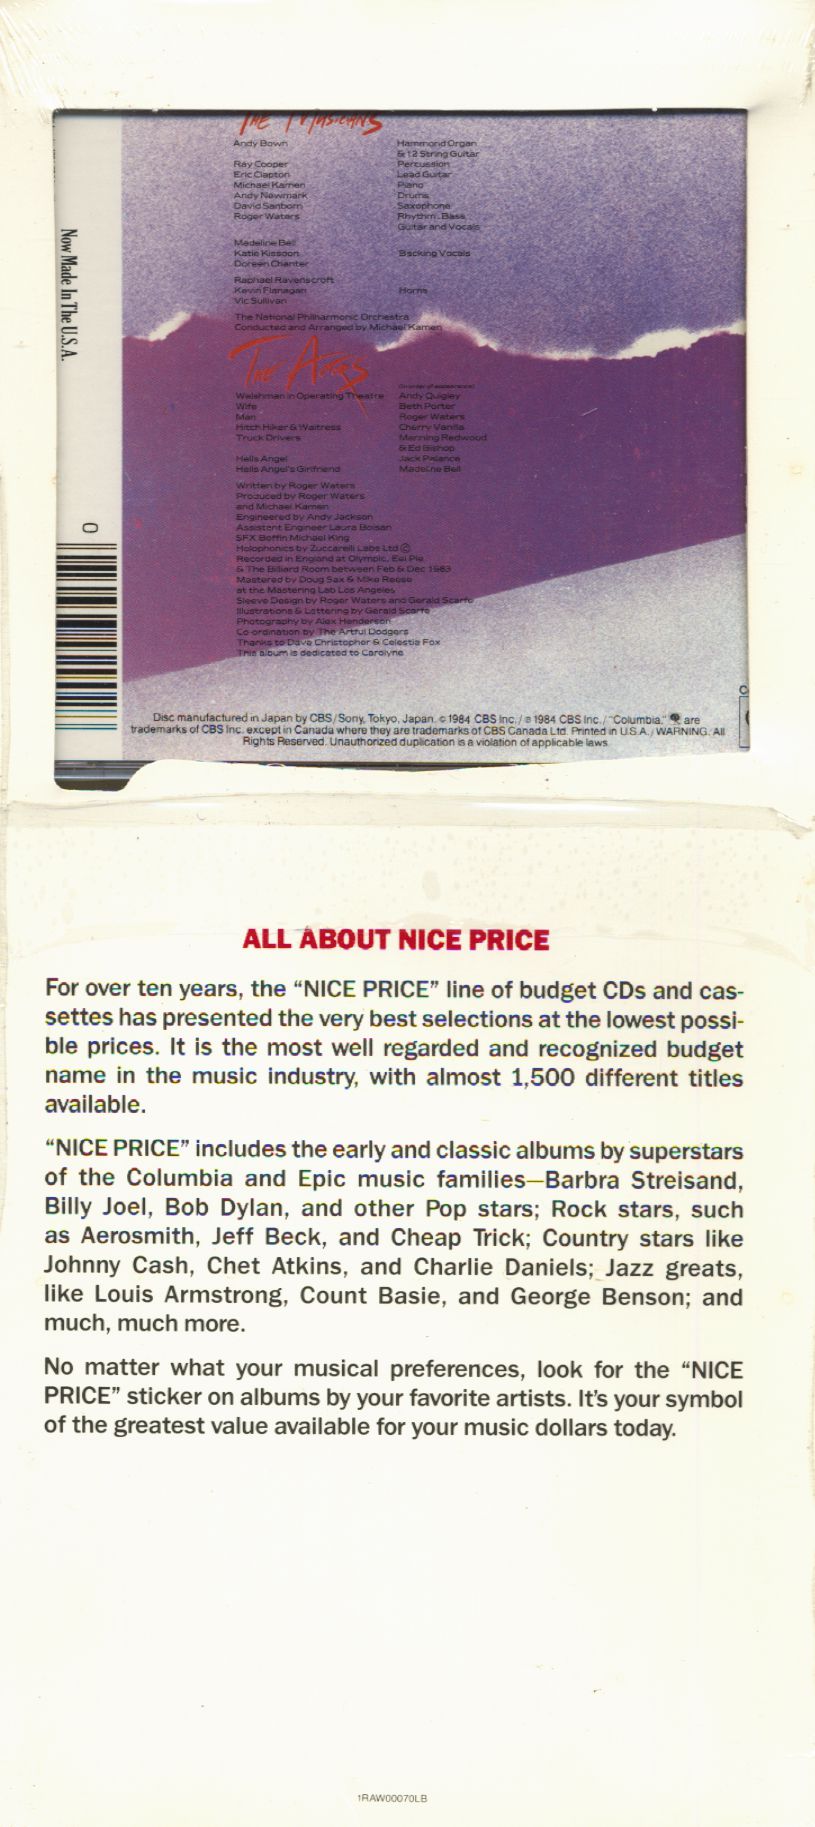 THE MUSICIANS
Andy Bown Hammond Organ
& 12 String Guitar
Ray Cooper Percussion
Eric Clapton Lead Guitar
Michael Kamen Piano
Andy Newmark Drums
David Sanborn Saxophone
Roger Waters Rhythm, Bass,
Guitar and Vocals
Madeline Bell
Katie Kissoon Backing Vocals
Doreen Chanter
Raphael Ravenscroft
Kevin Flanagan Horns
Vic Sullivan
The National Philharmonic Orchestra
Conducted and Arranged by Michael Kamen
THE ACTORS
(in order of appearance)
Welshman in Operating Theatre Andy Quigley
Wife Beth Porter
Man Roger Waters
Hitch Hiker & Waitress Cherry Vanilla
Truck Drivers Manning Redwood
& Ed Bishop
Hells Angel Jack Palance
Hells Angel's Girlfriend Madeline Bell
Written by Roger Waters
Produced by Roger Waters
and Michael Kamen
Engineered by Andy Jackson
Assistent Engineer Laura Boisan
SFX Boffin Michael King
Holophonics by Zuccarelli Labs Ltd ©
Recorded in England at Olympic, Eel Pie
& The Billiard Room between Feb & Dec 1983
Mastered by Doug Sax & Mike Reese
at the Mastering Lab Los Angeles
Sleeve Design by Roger Waters and Gerald Scarfe
Illustrations & Lettering by Gerald Scarfe
Photography by Alex Henderson
Co ordination by The Artful Dodgers
Thanks to Dave Christopher & Celestia Fox
This album is dedicated to Carolyne
Now Made In The U.S.A.
0
Disc manufactured in Japan by CBS/Sony, Tokyo, Japan. © 1984 CBS Inc./ ℗ 1984 CBS Inc./ "Columbia," are
trademarks of CBS Inc. except in Canada where they are trademarks of CBS Canada Ltd. Printed in U.S.A./ WARNING: All
Rights Reserved. Unauthorized duplication is a violation of applicable laws.
ALL ABOUT NICE PRICE
For over ten years, the “NICE PRICE” line of budget CDs and cas-
settes has presented the very best selections at the lowest possi-
ble prices. It is the most well regarded and recognized budget
name in the music industry, with almost 1,500 different titles
available.
“NICE PRICE” includes the early and classic albums by superstars
of the Columbia and Epic music families—Barbra Streisand,
Billy Joel, Bob Dylan, and other Pop stars; Rock stars, such
as Aerosmith, Jeff Beck, and Cheap Trick; Country stars like
Johnny Cash, Chet Atkins, and Charlie Daniels; Jazz greats,
like Louis Armstrong, Count Basie, and George Benson; and
much, much more.
No matter what your musical preferences, look for the “NICE
PRICE” sticker on albums by your favorite artists. It’s your symbol
of the greatest value available for your music dollars today.
1RAW00070LB